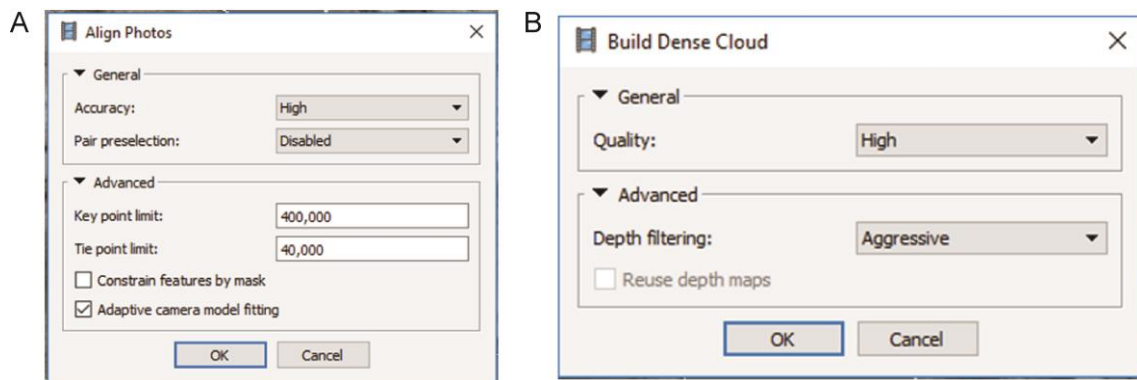 A
Align Photos
General
Accuracy: High
Pair preselection: Disabled
Advanced
Key point limit: 400,000
Tie point limit: 40,000
Constrain features by mask
Adaptive camera model fitting
OK Cancel
B
Build Dense Cloud
General
Quality: High
Advanced
Depth filtering: Aggressive
Reuse depth maps
OK Cancel